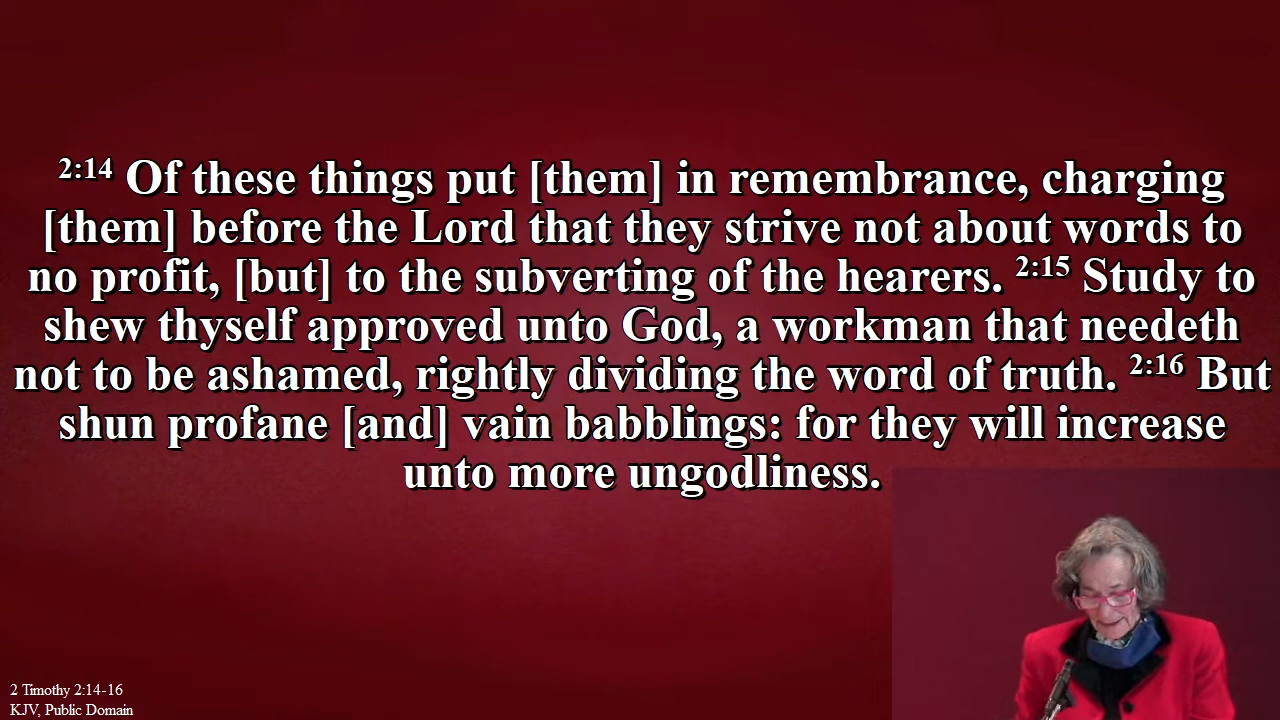 2:14 Of these things put [them] in remembrance, charging
[them] before the Lord that they strive not about words to
no profit, [but] to the subverting of the hearers. 2:15 Study to
shew thyself approved unto God, a workman that needeth
not to be ashamed, rightly dividing the word of truth. 2:16 But
shun profane [and] vain babblings: for they will increase
unto more ungodliness.
2 Timothy 2:14-16
KJV, Public Domain